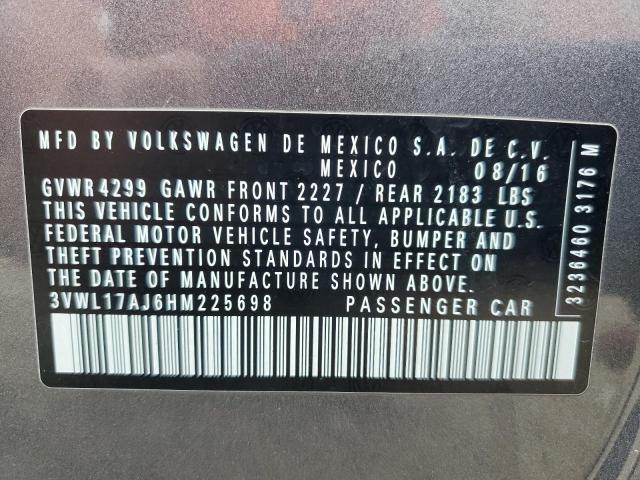 MFD BY VOLKSWAGEN DE MEXICO S.A. DE C.V.
MEXICO 08/16
GVWR 4299 GAWR FRONT 2227 / REAR 2183 LBS
THIS VEHICLE CONFORMS TO ALL APPLICABLE U.S.
FEDERAL MOTOR VEHICLE SAFETY, BUMPER AND
THEFT PREVENTION STANDARDS IN EFFECT ON
THE DATE OF MANUFACTURE SHOWN ABOVE.
3VWL17AJ6HM225698 PASSENGER CAR
3236460 3176 M